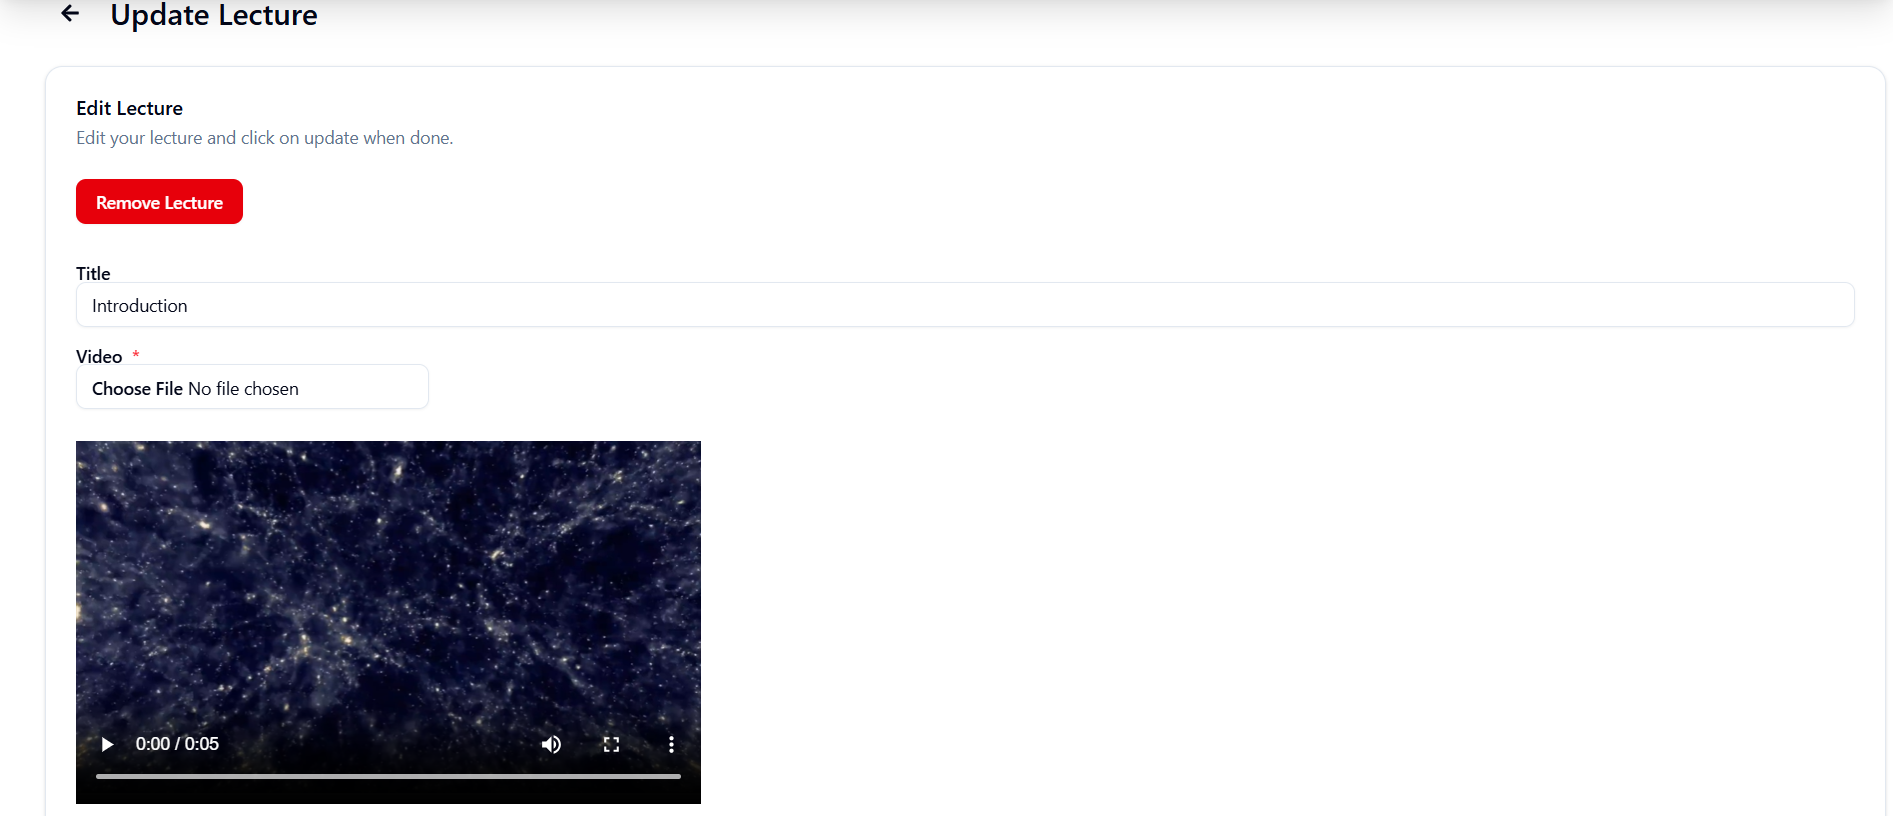 Update Lecture
Edit Lecture
Edit your lecture and click on update when done.
Remove Lecture
Title
Introduction
Video *
Choose File No file chosen
0:00 / 0:05